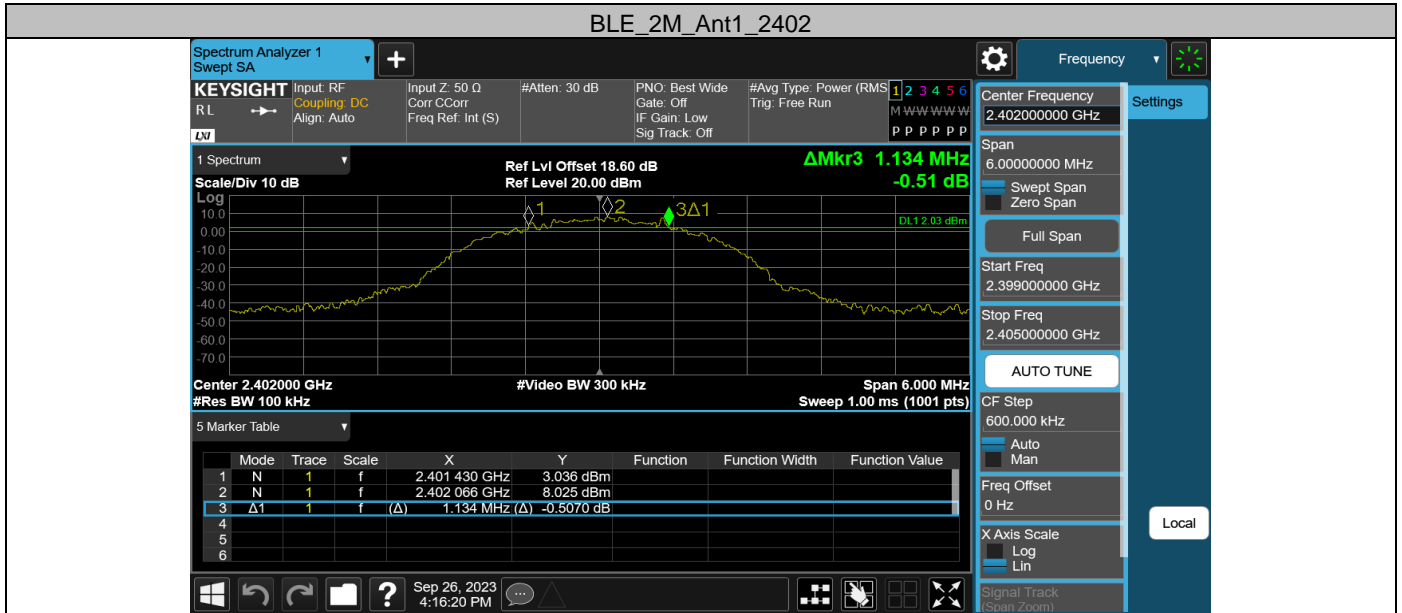 BLE_2M_Ant1_2402
Spectrum Analyzer 1
Swept SA
+
Frequency
KEYSIGHT
RL
LXI
Input: RF
Coupling: DC
Align: Auto
Input Z: 50 Ω
Corr CCorr
Freq Ref: Int (S)
#Atten: 30 dB
PNO: Best Wide
Gate: Off
IF Gain: Low
Sig Track: Off
#Avg Type: Power (RMS
Trig: Free Run
1 2 3 4 5 6
M W W W W W
P P P P P P
Center Frequency
2.402000000 GHz
Settings
Span
6.00000000 MHz
Swept Span
Zero Span
Full Span
Start Freq
2.399000000 GHz
Stop Freq
2.405000000 GHz
AUTO TUNE
CF Step
600.000 kHz
Auto
Man
Freq Offset
0 Hz
X Axis Scale
Log
Lin
Signal Track
(Span Zoom)
Local
1 Spectrum
Scale/Div 10 dB
Ref Lvl Offset 18.60 dB
Ref Level 20.00 dBm
ΔMkr3 1.134 MHz
-0.51 dB
Log
10.0
0.00
-10.0
-20.0
-30.0
-40.0
-50.0
-60.0
-70.0
1
2
3Δ1
DL1 2.03 dBm
Center 2.402000 GHz
#Video BW 300 kHz
Span 6.000 MHz
#Res BW 100 kHz
Sweep 1.00 ms (1001 pts)
5 Marker Table
Mode Trace Scale X Y Function Function Width Function Value
1 N 1 f 2.401 430 GHz 3.036 dBm
2 N 1 f 2.402 066 GHz 8.025 dBm
3 Δ1 1 f (Δ) 1.134 MHz (Δ) -0.5070 dB
4
5
6
?
Sep 26, 2023
4:16:20 PM